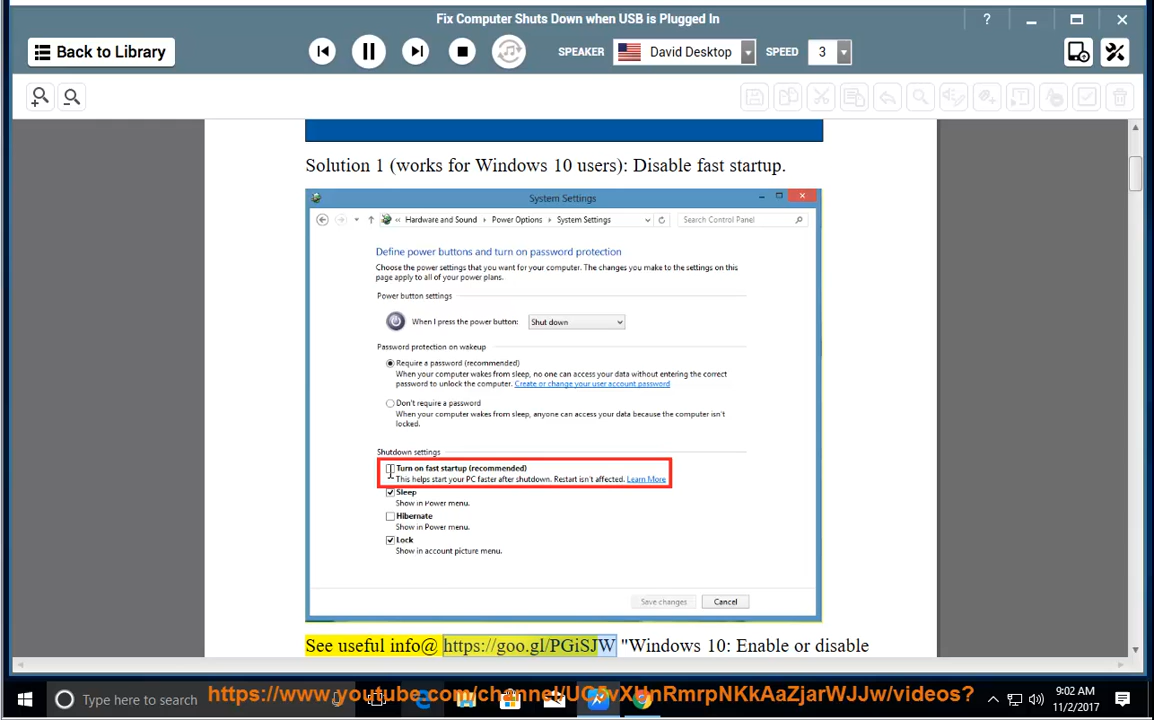 Fix Computer Shuts Down when USB is Plugged In
?
Back to Library
SPEAKER David Desktop SPEED 3
Solution 1 (works for Windows 10 users): Disable fast startup.
System Settings
« Hardware and Sound Power Options System Settings Search Control Panel
Define power buttons and turn on password protection
Choose the power settings that you want for your computer. The changes you make to the settings on this
page apply to all of your power plans.
Power button settings
When I press the power button: Shut down
Password protection on wakeup
Require a password (recommended)
When your computer wakes from sleep, no one can access your data without entering the correct
password to unlock the computer. Create or change your user account password
Don't require a password
When your computer wakes from sleep, anyone can access your data because the computer isn't
locked.
Shutdown settings
Turn on fast startup (recommended)
This helps start your PC faster after shutdown. Restart isn't affected. Learn More
Sleep
Show in Power menu.
Hibernate
Show in Power menu.
Lock
Show in account picture menu.
Save changes Cancel
See useful info@ https://goo.gl/PGiSJW "Windows 10: Enable or disable
Type here to search
9:02 AM
11/2/2017